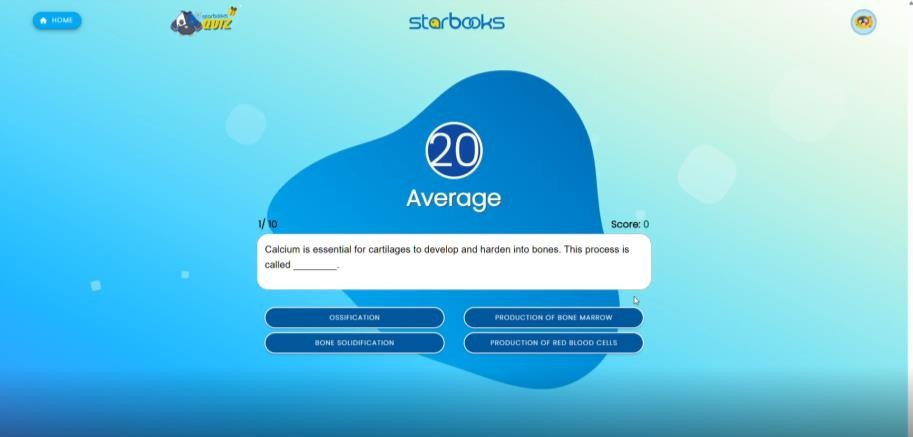 HOME
starbooks
QUIZ
starbooks
20
Average
1/ 10
Score: 0
Calcium is essential for cartilages to develop and harden into bones. This process is
called ________.
OSSIFICATION
PRODUCTION OF BONE MARROW
BONE SOLIDIFICATION
PRODUCTION OF RED BLOOD CELLS